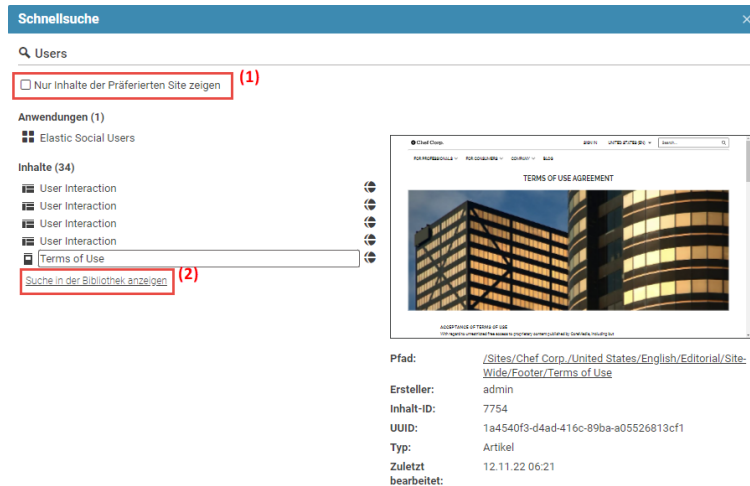 Schnellsuche
Users
Nur Inhalte der Präferierten Site zeigen
(1)
Anwendungen (1)
Elastic Social Users
Inhalte (34)
User Interaction
User Interaction
User Interaction
User Interaction
Terms of Use
Suche in der Bibliothek anzeigen
(2)
Chef Corp.
SIGN IN UNITED STATES (EN) Search...
FOR PROFESSIONALS FOR CONSUMERS COMPANY BLOG
TERMS OF USE AGREEMENT
ACCEPTANCE OF TERMS OF USE
Pfad: /Sites/Chef Corp./United States/English/Editorial/Site-
Wide/Footer/Terms of Use
Ersteller: admin
Inhalt-ID: 7754
UUID: 1a4540f3-d4ad-416c-89ba-a05526813cf1
Typ: Artikel
Zuletzt 12.11.22 06:21
bearbeitet: